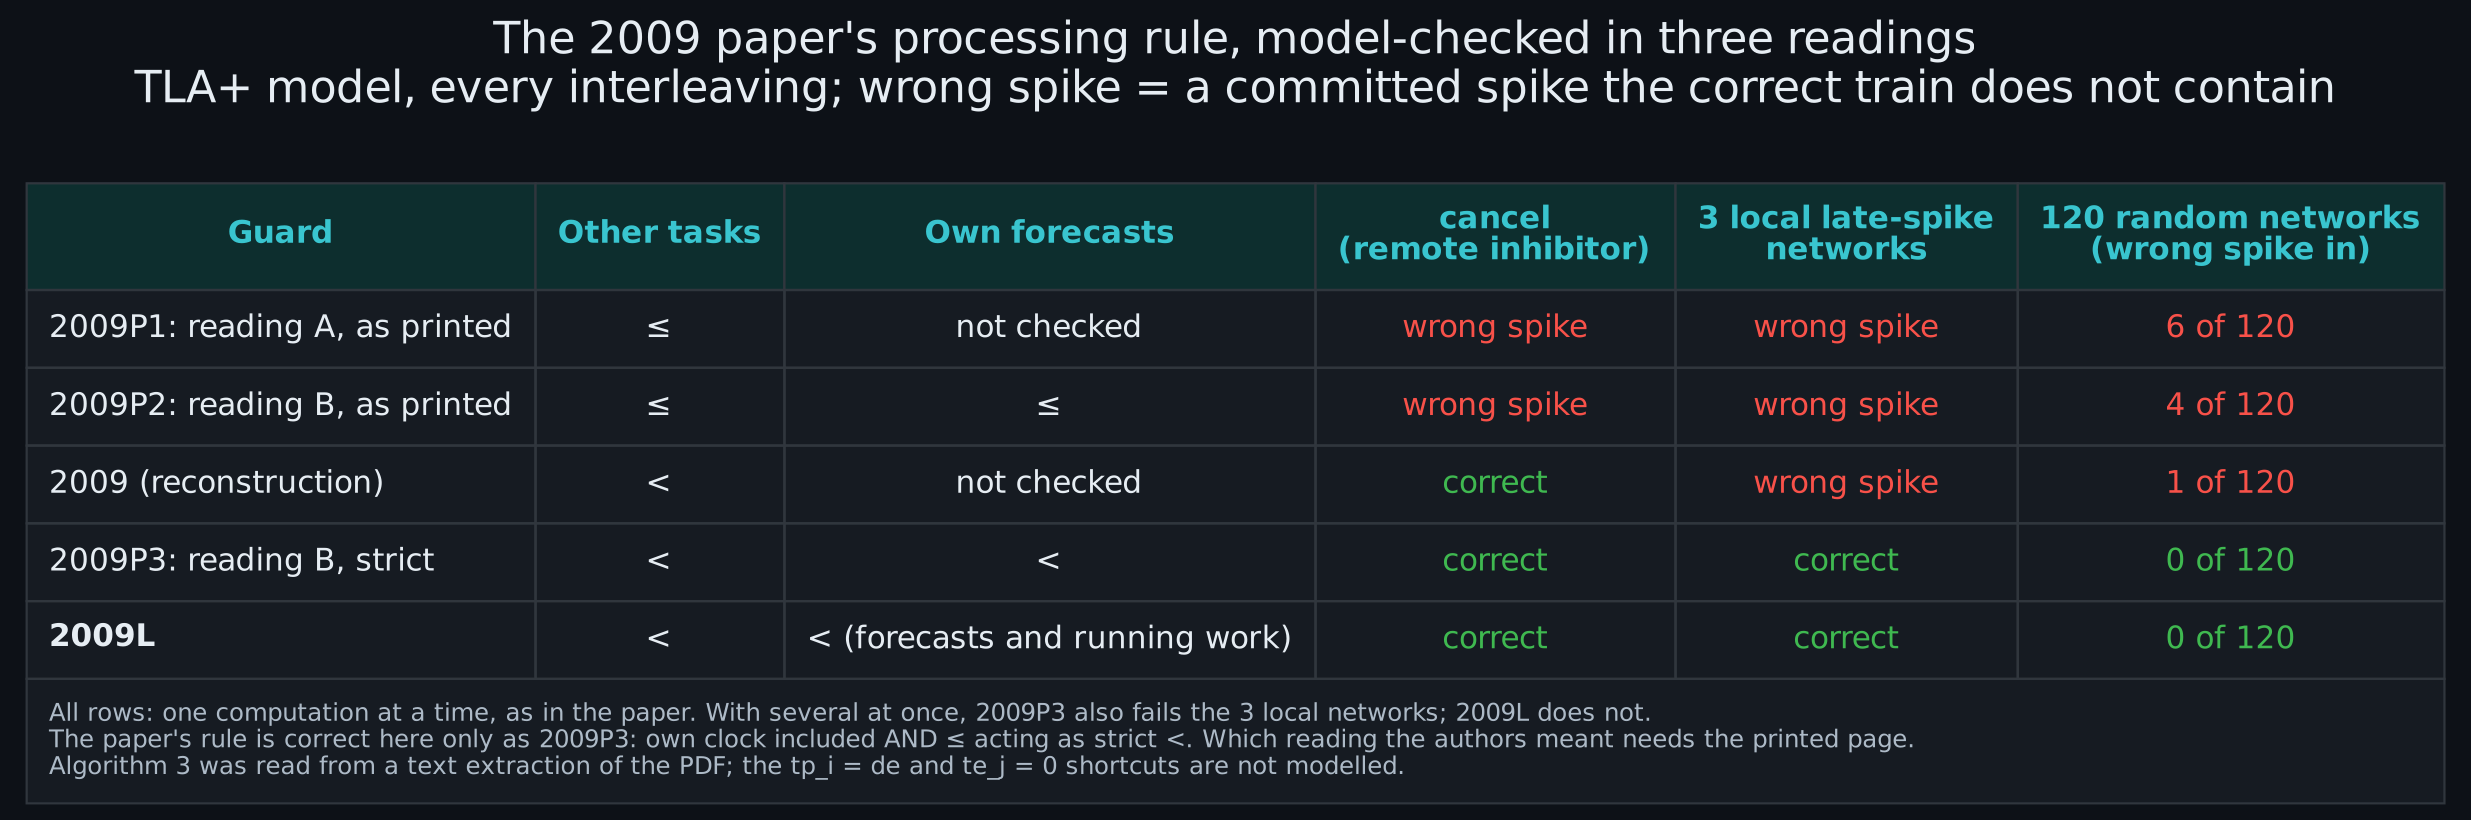 The 2009 paper's processing rule, model-checked in three readings
TLA+ model, every interleaving; wrong spike = a committed spike the correct train does not contain
Guard Other tasks Own forecasts cancel (remote inhibitor) 3 local late-spike networks 120 random networks (wrong spike in)
2009P1: reading A, as printed ≤ not checked wrong spike wrong spike 6 of 120
2009P2: reading B, as printed ≤ ≤ wrong spike wrong spike 4 of 120
2009 (reconstruction) < not checked correct wrong spike 1 of 120
2009P3: reading B, strict < < correct correct 0 of 120
2009L < < (forecasts and running work) correct correct 0 of 120
All rows: one computation at a time, as in the paper. With several at once, 2009P3 also fails the 3 local networks; 2009L does not.
The paper's rule is correct here only as 2009P3: own clock included AND ≤ acting as strict <. Which reading the authors meant needs the printed page.
Algorithm 3 was read from a text extraction of the PDF; the tp_i = de and te_j = 0 shortcuts are not modelled.